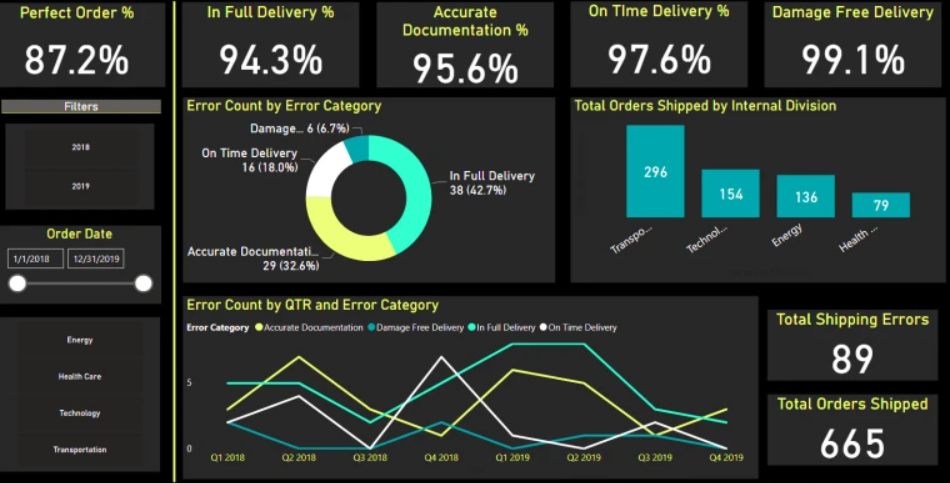 Perfect Order %
87.2%
In Full Delivery %
94.3%
Accurate
Documentation %
95.6%
On TIme Delivery %
97.6%
Damage Free Delivery
99.1%
Filters
2018
2019
Order Date
1/1/2018
12/31/2019
Energy
Health Care
Technology
Transportation
Error Count by Error Category
Damage... 6 (6.7%)
On Time Delivery
16 (18.0%)
In Full Delivery
38 (42.7%)
Accurate Documentati...
29 (32.6%)
Total Orders Shipped by Internal Division
296
154
136
79
Transpo...
Technol...
Energy
Health ...
Error Count by QTR and Error Category
Error Category Accurate Documentation Damage Free Delivery In Full Delivery On Time Delivery
5
0
Q1 2018 Q2 2018 Q3 2018 Q4 2018 Q1 2019 Q2 2019 Q3 2019 Q4 2019
Total Shipping Errors
89
Total Orders Shipped
665